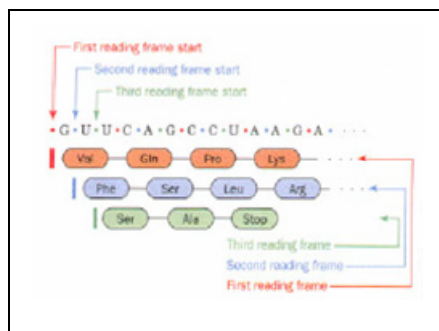 First reading frame start
Second reading frame start
Third reading frame start
·G·U·U·C·A·G·C·C·U·A·A·G·A· · · · ·
Val Gln Pro Lys
Phe Ser Leu Arg
Ser Ala Stop
Third reading frame
Second reading frame
First reading frame